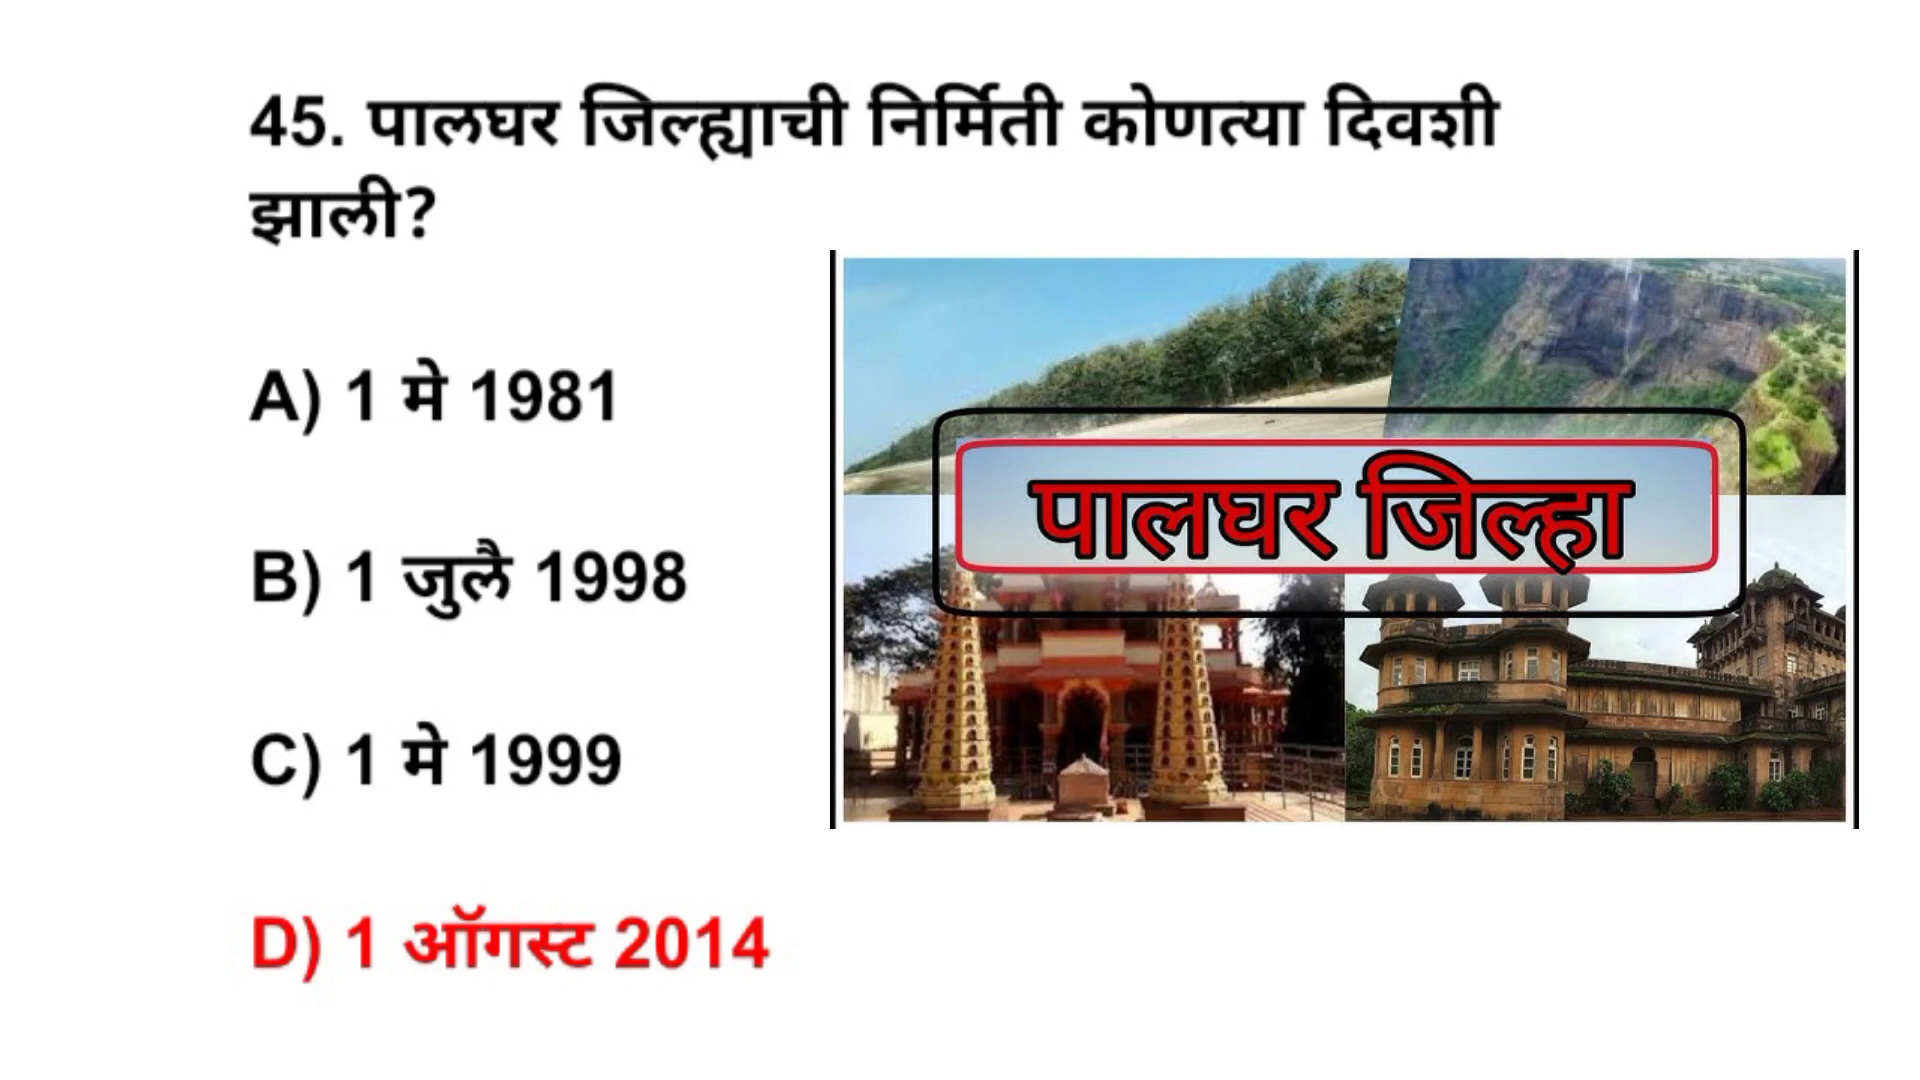 45. पालघर जिल्ह्याची निर्मिती कोणत्या दिवशी
झाली?
A) 1 मे 1981
पालघर जिल्हा
B) 1 जुलै 1998
C) 1 मे 1999
D) 1 ऑगस्ट 2014